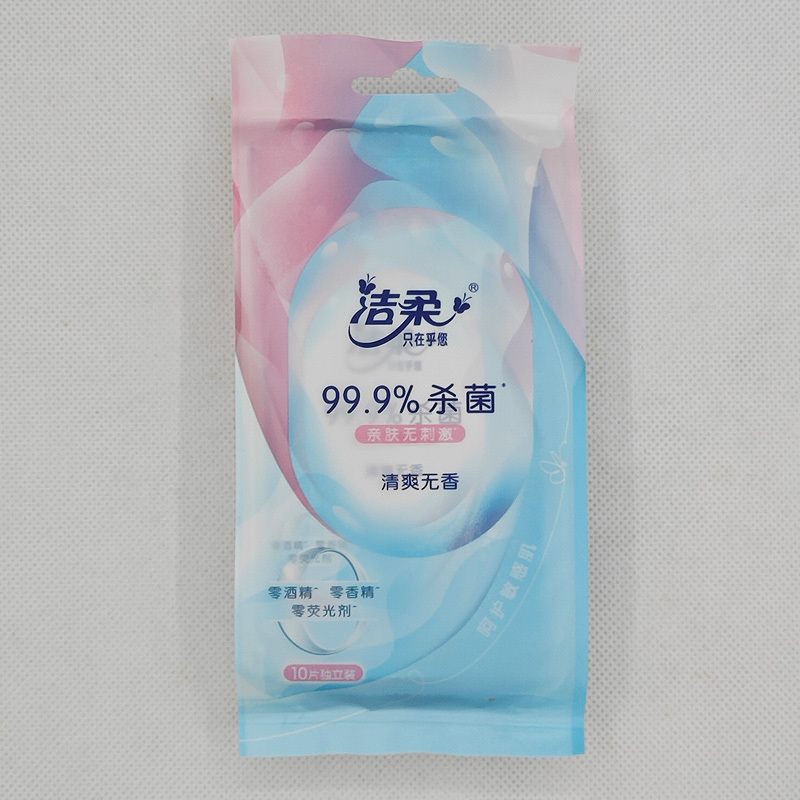 洁柔®
只在乎您
99.9%杀菌*
亲肤无刺激*
清爽无香
零酒精~ 零香精~
零荧光剂~
10片独立装